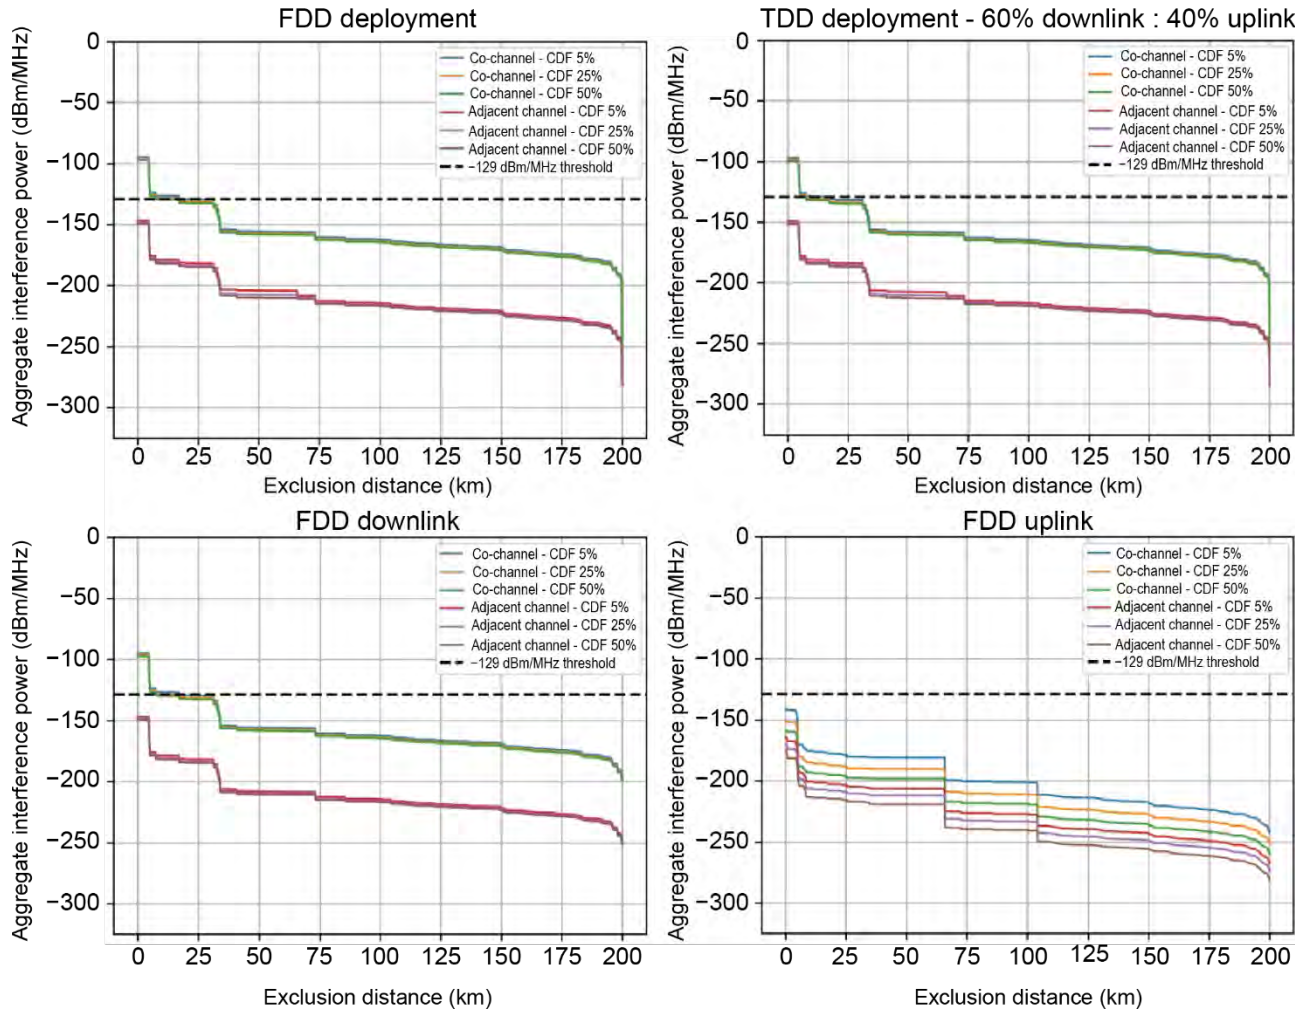 FDD deployment
Aggregate interference power (dBm/MHz)
0
−50
−100
−150
−200
−250
−300
Co-channel - CDF 5%
Co-channel - CDF 25%
Co-channel - CDF 50%
Adjacent channel - CDF 5%
Adjacent channel - CDF 25%
Adjacent channel - CDF 50%
−129 dBm/MHz threshold
0 25 50 75 100 125 150 175 200
Exclusion distance (km)
TDD deployment - 60% downlink : 40% uplink
Aggregate interference power (dBm/MHz)
0
−50
−100
−150
−200
−250
−300
Co-channel - CDF 5%
Co-channel - CDF 25%
Co-channel - CDF 50%
Adjacent channel - CDF 5%
Adjacent channel - CDF 25%
Adjacent channel - CDF 50%
−129 dBm/MHz threshold
0 25 50 75 100 125 150 175 200
Exclusion distance (km)
FDD downlink
Aggregate interference power (dBm/MHz)
0
−50
−100
−150
−200
−250
−300
Co-channel - CDF 5%
Co-channel - CDF 25%
Co-channel - CDF 50%
Adjacent channel - CDF 5%
Adjacent channel - CDF 25%
Adjacent channel - CDF 50%
−129 dBm/MHz threshold
0 25 50 75 100 125 150 175 200
Exclusion distance (km)
FDD uplink
Aggregate interference power (dBm/MHz)
0
−50
−100
−150
−200
−250
−300
Co-channel - CDF 5%
Co-channel - CDF 25%
Co-channel - CDF 50%
Adjacent channel - CDF 5%
Adjacent channel - CDF 25%
Adjacent channel - CDF 50%
−129 dBm/MHz threshold
0 25 50 75 100 125 150 175 200
Exclusion distance (km)